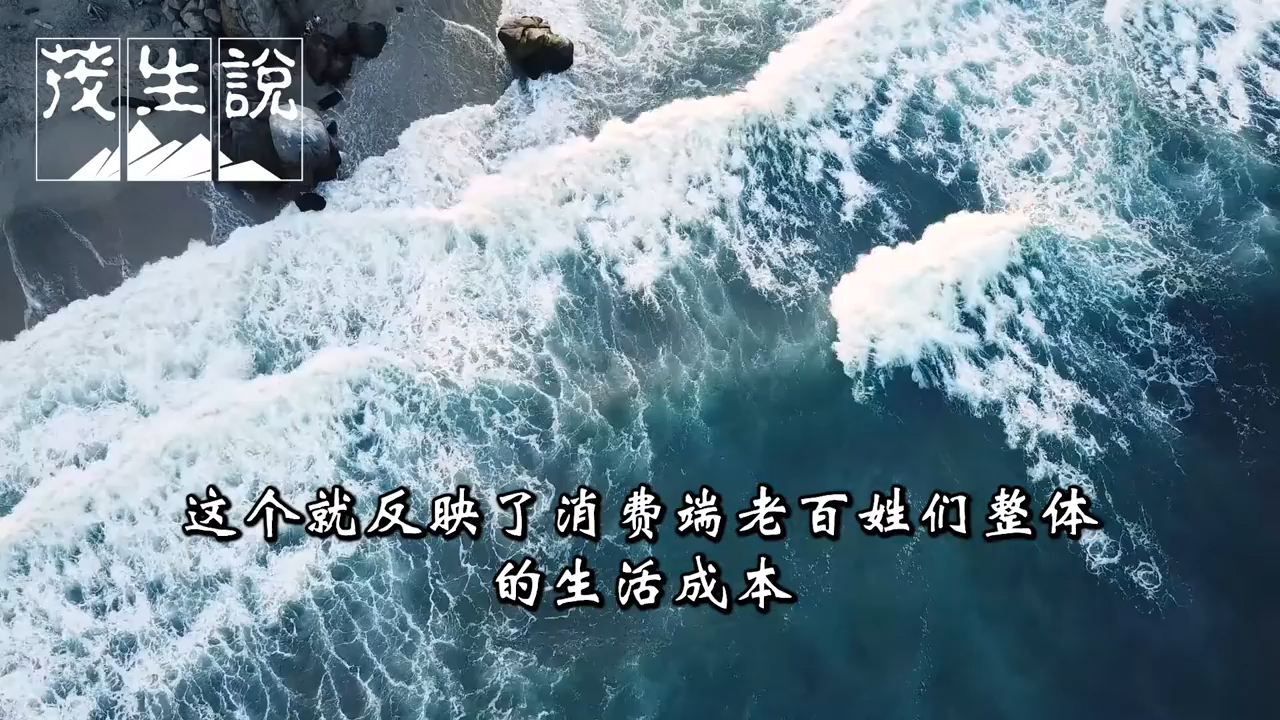 茂生說
这个就反映了消费端老百姓们整体
的生活成本